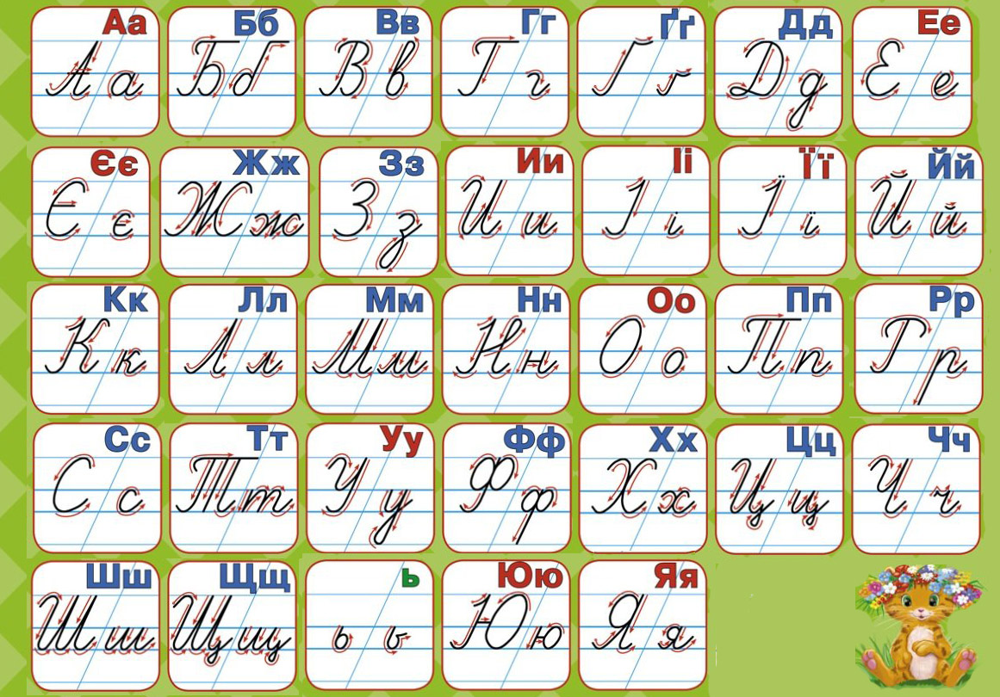 Аа Бб Вв Гг Ґґ Дд Ее
А а Б б В в Г г Ґ ґ Д д Е е
Єє Жж Зз Ии Іі Її Йй
Є є Ж ж З з И и І і Ї ї Й й
Кк Лл Мм Нн Оо Пп Рр
К к Л л М м Н н О о П п Р р
Сс Тт Уу Фф Хх Цц Чч
С с Т т У у Ф ф Х х Ц ц Ч ч
Шш Щщ ь Юю Яя
Ш ш Щ щ ь ь Ю ю Я я